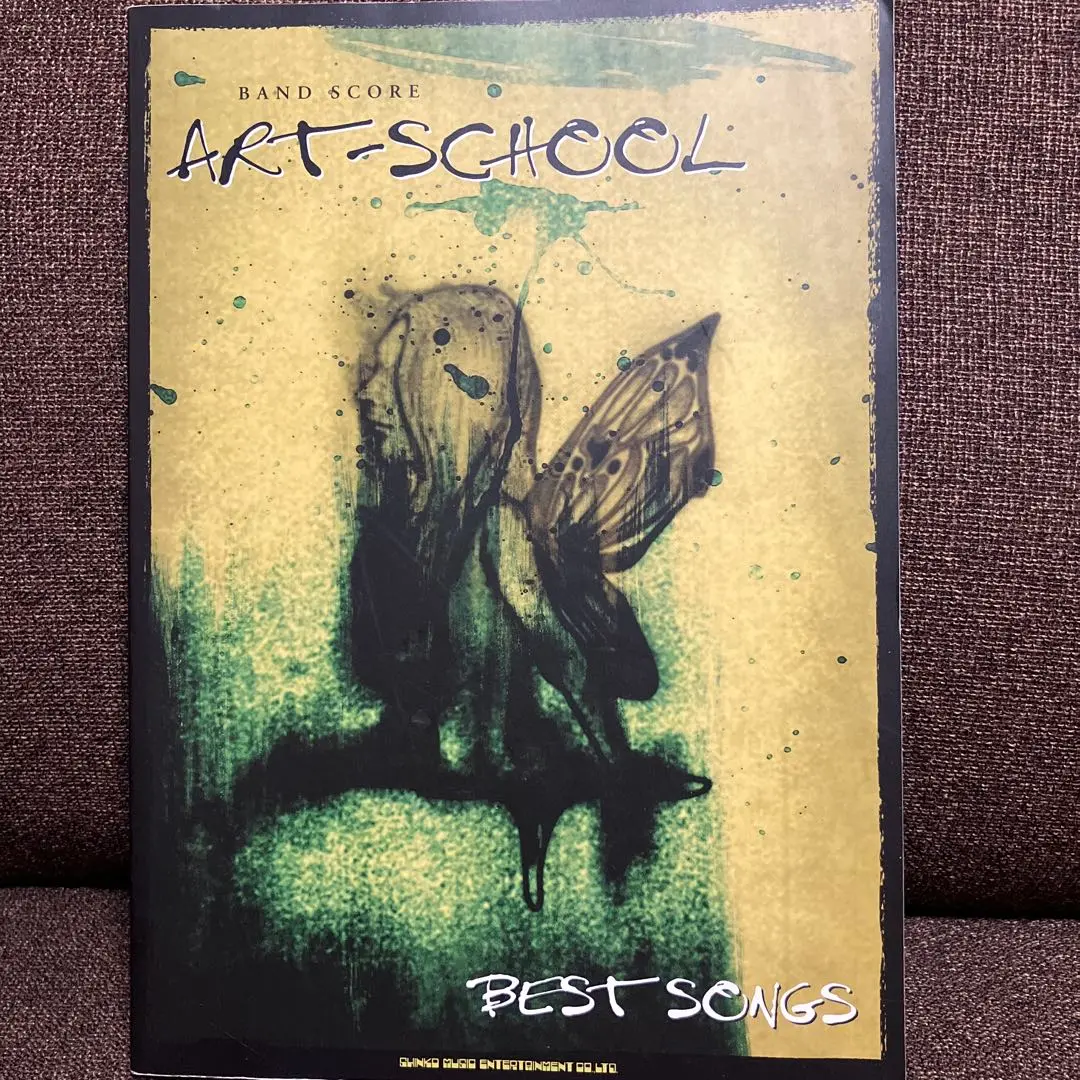 BAND SCORE
ART-SCHOOL
BEST SONGS
SHINKO MUSIC ENTERTAINMENT CO.,LTD.